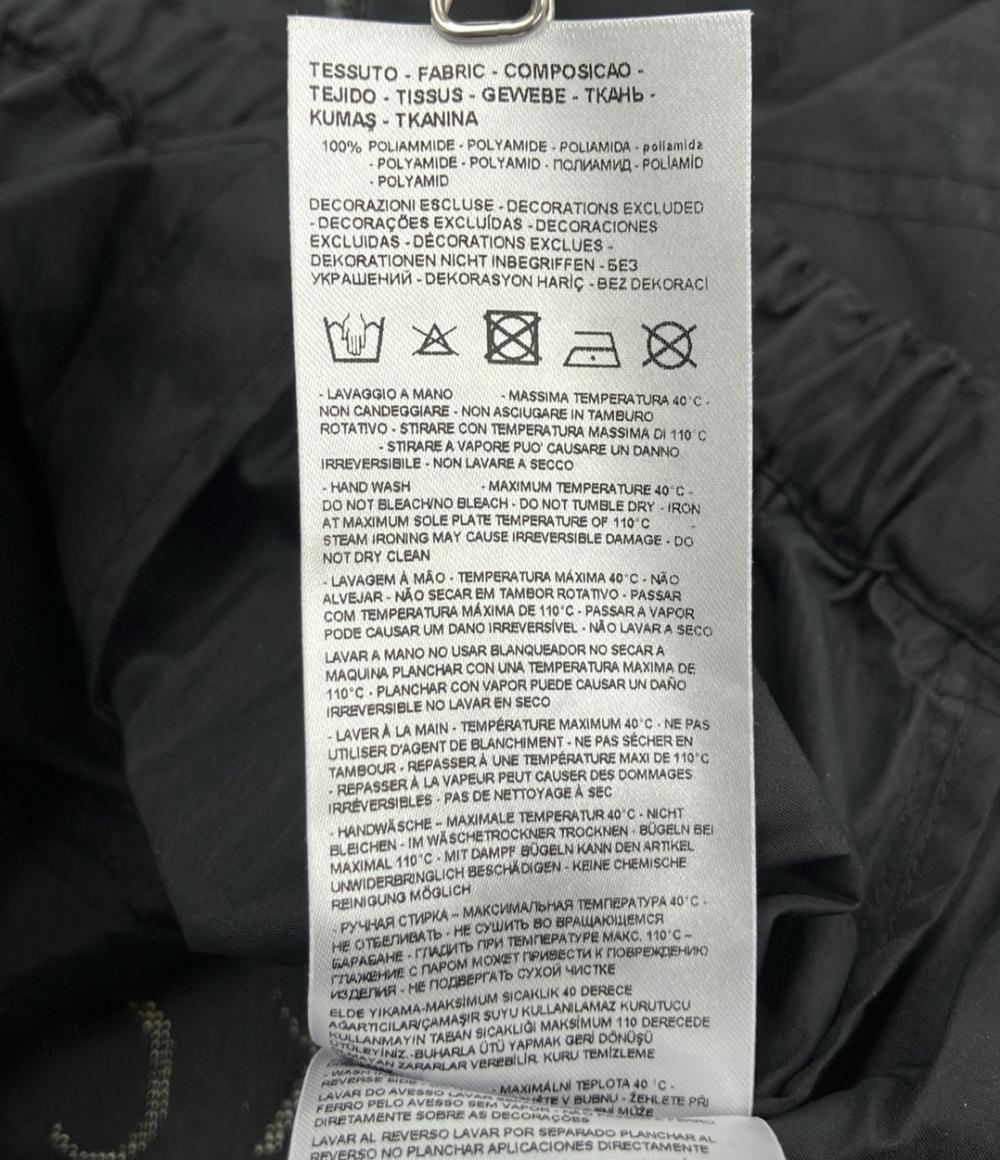 TESSUTO - FABRIC - COMPOSICAO -
TEJIDO - TISSUS - GEWEBE - ТКАНЬ -
KUMAŞ - TKANINA
100% POLIAMMIDE - POLYAMIDE - POLIAMIDA - poliamida
- POLYAMIDE - POLYAMID - ПОЛИАМИД - POLİAMİD
- POLYAMID
DECORAZIONI ESCLUSE - DECORATIONS EXCLUDED
- DECORAÇÕES EXCLUÍDAS - DECORACIONES
EXCLUIDAS - DÉCORATIONS EXCLUES -
DEKORATIONEN NICHT INBEGRIFFEN - БЕЗ
УКРАШЕНИЙ - DEKORASYON HARİÇ - BEZ DEKORACÍ
- LAVAGGIO A MANO - MASSIMA TEMPERATURA 40°C -
NON CANDEGGIARE - NON ASCIUGARE IN TAMBURO
ROTATIVO - STIRARE CON TEMPERATURA MASSIMA DI 110°C
- STIRARE A VAPORE PUO' CAUSARE UN DANNO
IRREVERSIBILE - NON LAVARE A SECCO
- HAND WASH - MAXIMUM TEMPERATURE 40°C -
DO NOT BLEACH/NO BLEACH - DO NOT TUMBLE DRY - IRON
AT MAXIMUM SOLE PLATE TEMPERATURE OF 110°C -
STEAM IRONING MAY CAUSE IRREVERSIBLE DAMAGE - DO
NOT DRY CLEAN
- LAVAGEM À MÃO - TEMPERATURA MÁXIMA 40°C - NÃO
ALVEJAR - NÃO SECAR EM TAMBOR ROTATIVO - PASSAR
COM TEMPERATURA MÁXIMA DE 110°C - PASSAR A VAPOR
PODE CAUSAR UM DANO IRREVERSÍVEL - NÃO LAVAR A SECO
LAVAR A MANO NO USAR BLANQUEADOR NO SECAR A
MAQUINA PLANCHAR CON UNA TEMPERATURA MAXIMA DE
110°C - PLANCHAR CON VAPOR PUEDE CAUSAR UN DAÑO
IRREVERSIBLE NO LAVAR EN SECO
- LAVER À LA MAIN - TEMPÉRATURE MAXIMUM 40°C - NE PAS
UTILISER D'AGENT DE BLANCHIMENT - NE PAS SÉCHER EN
TAMBOUR - REPASSER À UNE TEMPÉRATURE MAXI DE 110°C
- REPASSER À LA VAPEUR PEUT CAUSER DES DOMMAGES
IRRÉVERSIBLES - PAS DE NETTOYAGE À SEC
- HANDWÄSCHE – MAXIMALE TEMPERATUR 40°C - NICHT
BLEICHEN - IM WÄSCHETROCKNER TROCKNEN - BÜGELN BEI
MAXIMAL 110°C - MIT DAMPF BÜGELN KANN DEN ARTIKEL
UNWIDERBRINGLICH BESCHÄDIGEN - KEINE CHEMISCHE
REINIGUNG MÖGLICH
- РУЧНАЯ СТИРКА – МАКСИМАЛЬНАЯ ТЕМПЕРАТУРА 40°C -
НЕ ОТБЕЛИВАТЬ - НЕ СУШИТЬ ВО ВРАЩАЮЩЕМСЯ
БАРАБАНЕ - ГЛАДИТЬ ПРИ ТЕМПЕРАТУРЕ МАКС. 110°C –
ГЛАЖЕНИЕ С ПАРОМ МОЖЕТ ПРИВЕСТИ К ПОВРЕЖДЕНИЮ
ИЗДЕЛИЯ - НЕ ПОДВЕРГАТЬ СУХОЙ ЧИСТКЕ
ELDE YIKAMA-MAKSİMUM SICAKLIK 40 DERECE
AĞARTICILAR/ÇAMAŞIR SUYU KULLANILAMAZ KURUTUCU
KULLANMAYIN TABAN SICAKLIĞI MAKSİMUM 110 DERECEDE
ÜTÜLEYİNİZ.-BUHARLA ÜTÜ YAPMAK GERİ DÖNÜŞÜ
ZARARLAR VEREBİLİR. KURU TEMİZLEME
- MAXIMÁLNÍ TEPLOTA 40 °C -
V BUBNU - ŽEHLETE PŘI
MŮŽE
REVERSE SIDE
LAVAR DO AVESSO
FERRO PELO AVESSO SEM VAPOR
DIRETAMENTE SOBRE AS DECORAÇÕES
LAVAR AL REVERSO LAVAR POR SEPARADO PLANCHAR AL
REVERSO NO PLANCHAR APLICACIONES DIRECTAMENTE